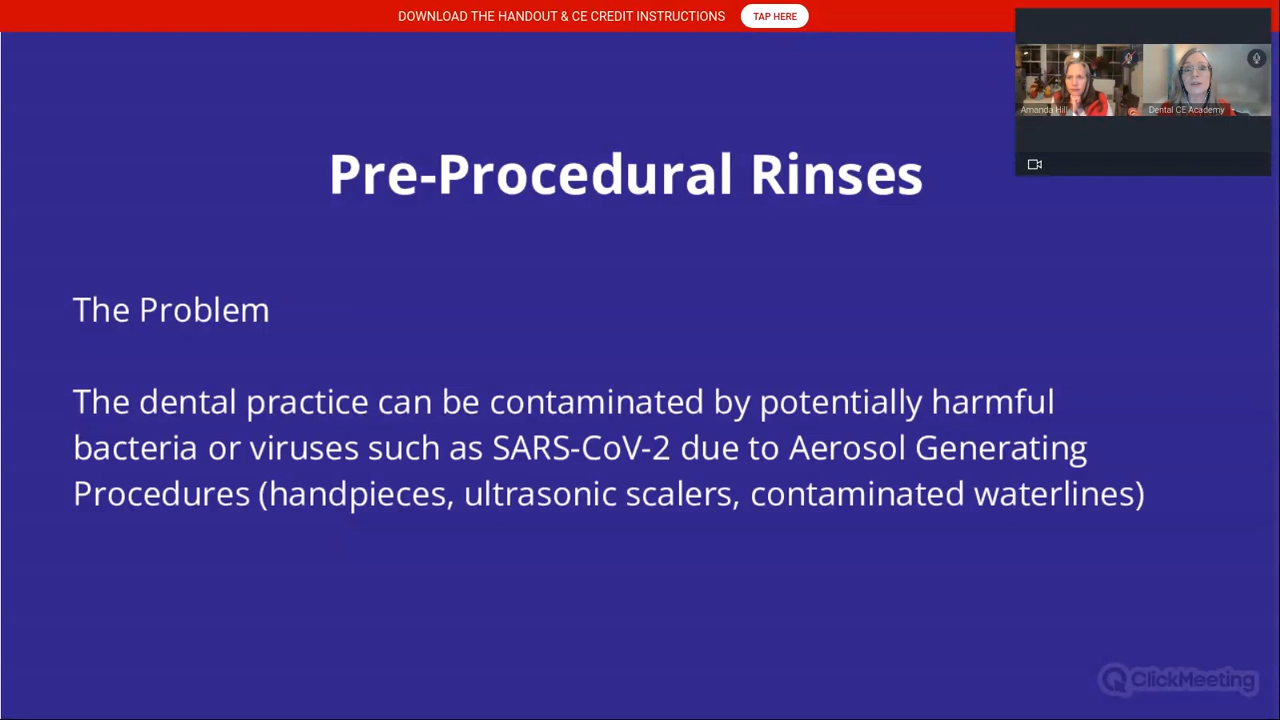 DOWNLOAD THE HANDOUT & CE CREDIT INSTRUCTIONS
TAP HERE
Amanda Hill
Dental CE Academy
Pre-Procedural Rinses
The Problem
The dental practice can be contaminated by potentially harmful
bacteria or viruses such as SARS-CoV-2 due to Aerosol Generating
Procedures (handpieces, ultrasonic scalers, contaminated waterlines)
ClickMeeting